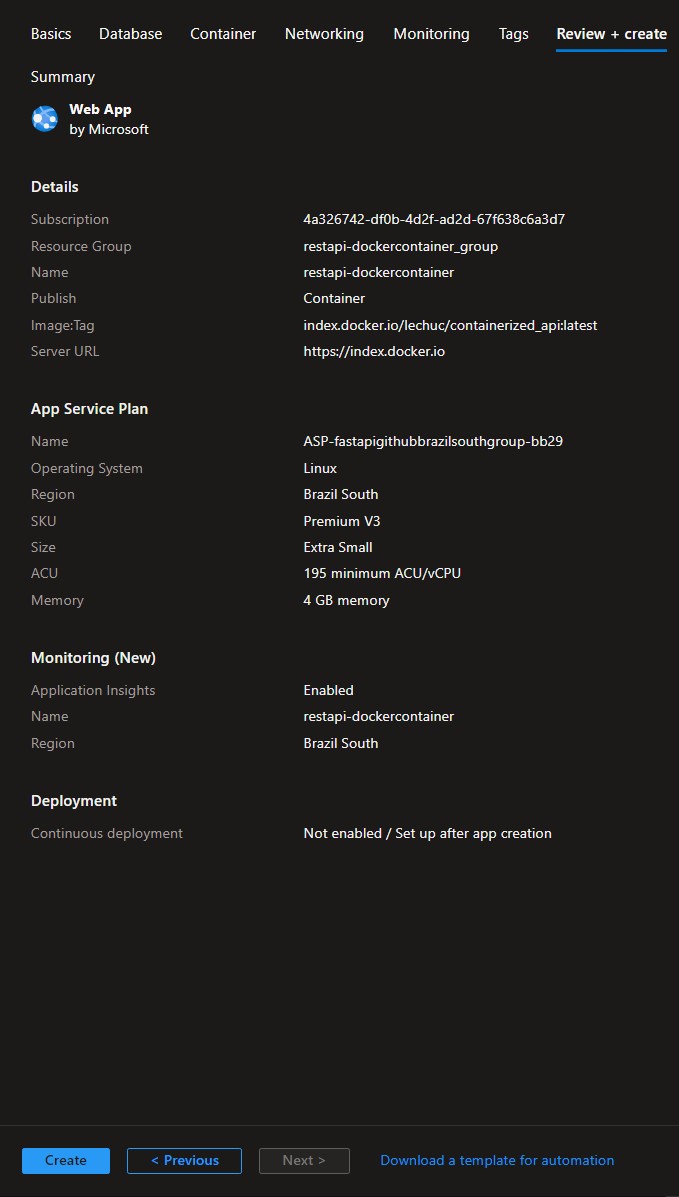 Basics Database Container Networking Monitoring Tags Review + create
Summary
Web App
by Microsoft
Details
Subscription 4a326742-df0b-4d2f-ad2d-67f638c6a3d7
Resource Group restapi-dockercontainer_group
Name restapi-dockercontainer
Publish Container
Image:Tag index.docker.io/lechuc/containerized_api:latest
Server URL https://index.docker.io
App Service Plan
Name ASP-fastapigithubbrazilsouthgroup-bb29
Operating System Linux
Region Brazil South
SKU Premium V3
Size Extra Small
ACU 195 minimum ACU/vCPU
Memory 4 GB memory
Monitoring (New)
Application Insights Enabled
Name restapi-dockercontainer
Region Brazil South
Deployment
Continuous deployment Not enabled / Set up after app creation
Create < Previous Next > Download a template for automation